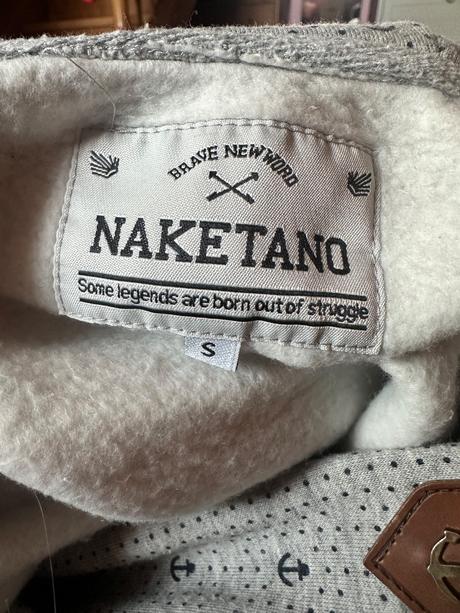 BRAVE NEW WORD
NAKETANO
Some legends are born out of struggle
S